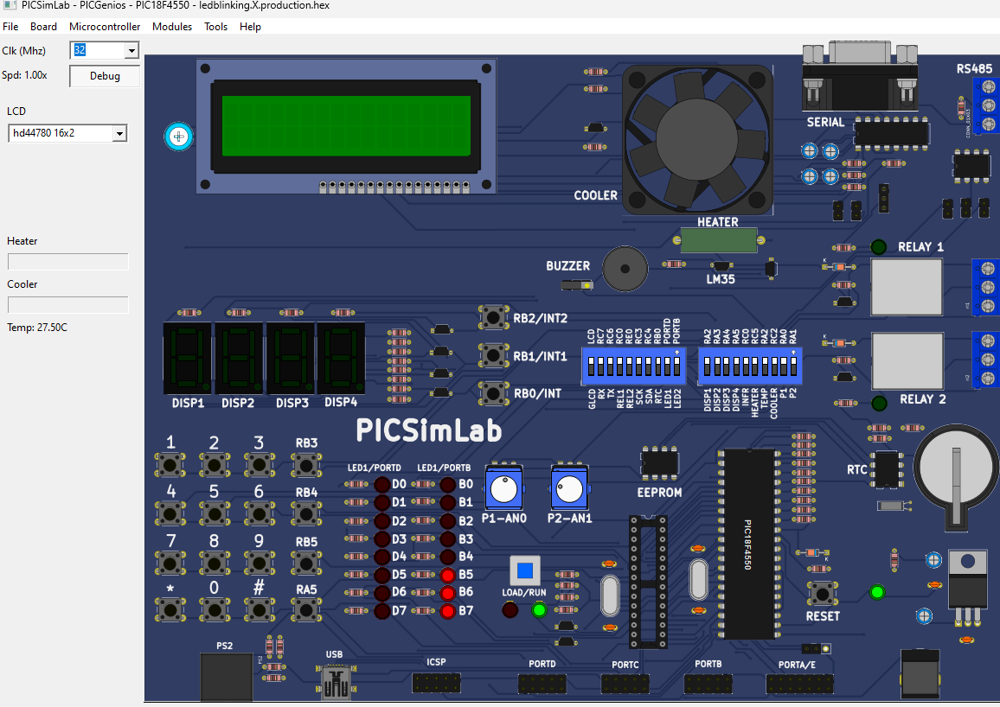 PICSimLab - PICGenios - PIC18F4550 - ledblinking.X.production.hex
File Board Microcontroller Modules Tools Help
Clk (Mhz) 32
Spd: 1.00x Debug
LCD
hd44780 16x2
Heater
Cooler
Temp: 27.50C
RS485
SERIAL
COOLER
HEATER
RELAY 1
BUZZER
LM35
RB2/INT2
RB1/INT1
RB0/INT
LCD RC7 RC6 RC0 RE0 RC3 RC4 RB0 PORTD PORTB
GLCD RX TX REL1 REL2 SCK SDA RTC LED1 LED2
RA2 RA3 RA4 RA5 RC0 RC5 RA2 RC2 RA0 RA1
DISP1 DISP2 DISP3 DISP4 INFR HEATER TEMP COOLER P1 P2
DISP1 DISP2 DISP3 DISP4
RELAY 2
PICSimLab
1 2 3 RB3
4 5 6 RB4
7 8 9 RB5
* 0 # RA5
LED1/PORTD LED1/PORTB
D0 B0
D1 B1
D2 B2
D3 B3
D4 B4
D5 B5
D6 B6
D7 B7
P1-AN0 P2-AN1
EEPROM
RTC
PIC18F4550
LOAD/RUN
RESET
PS2
PS2
USB
ICSP
PORTD
PORTC
PORTB
PORTA/E
K
K
K